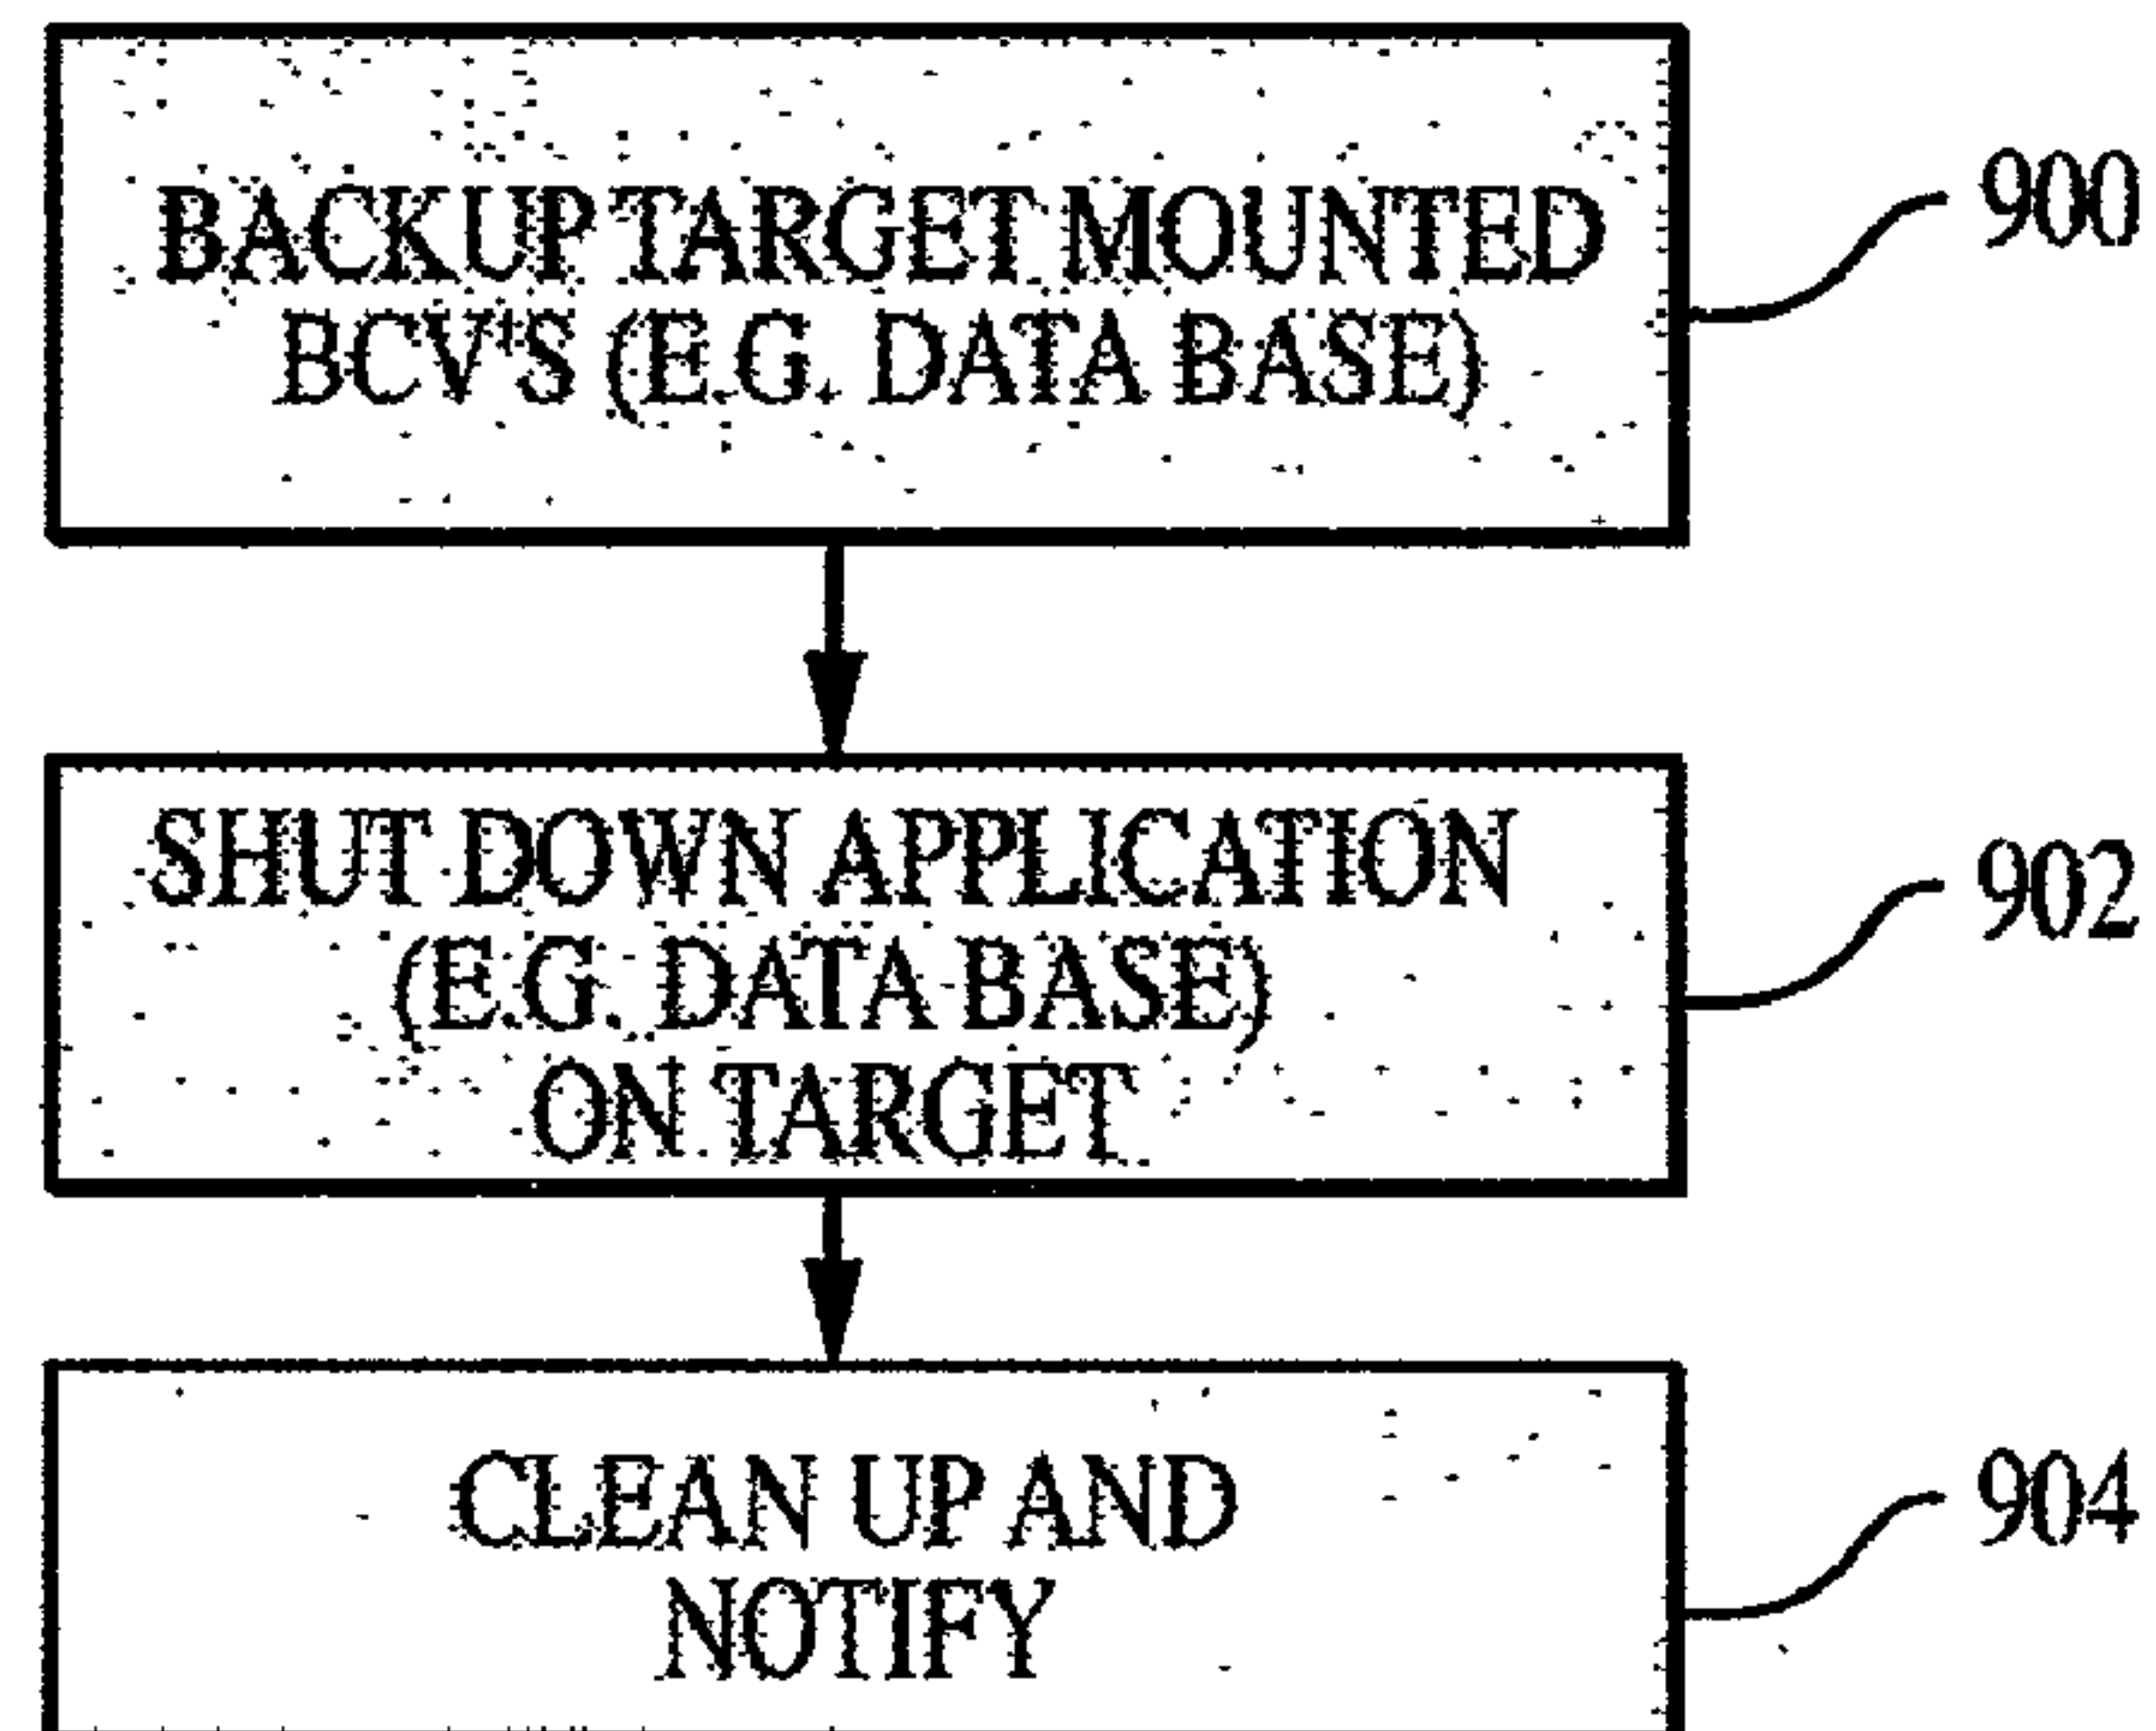 BACKUP TARGET MOUNTED
BCV'S (E.G. DATA BASE)
900
SHUT DOWN APPLICATION
(E.G. DATA BASE)
ON TARGET
902
CLEAN UP AND
NOTIFY
904